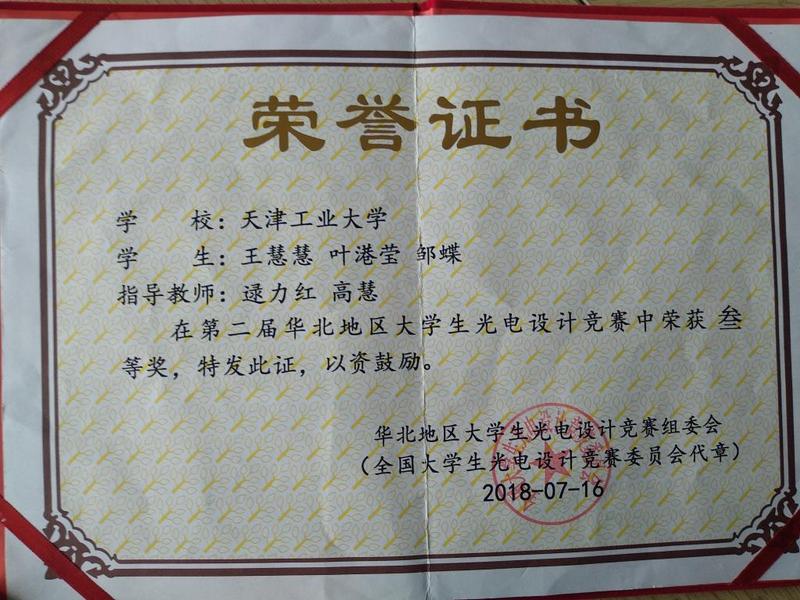 荣誉证书
学 校：天津工业大学
学 生：王慧慧 叶港莹 邹蝶
指导教师：逯力红 高慧
在第二届华北地区大学生光电设计竞赛中荣获 叁
等奖，特发此证，以资鼓励。
华北地区大学生光电设计竞赛组委会
（全国大学生光电设计竞赛委员会代章）
2018-07-16